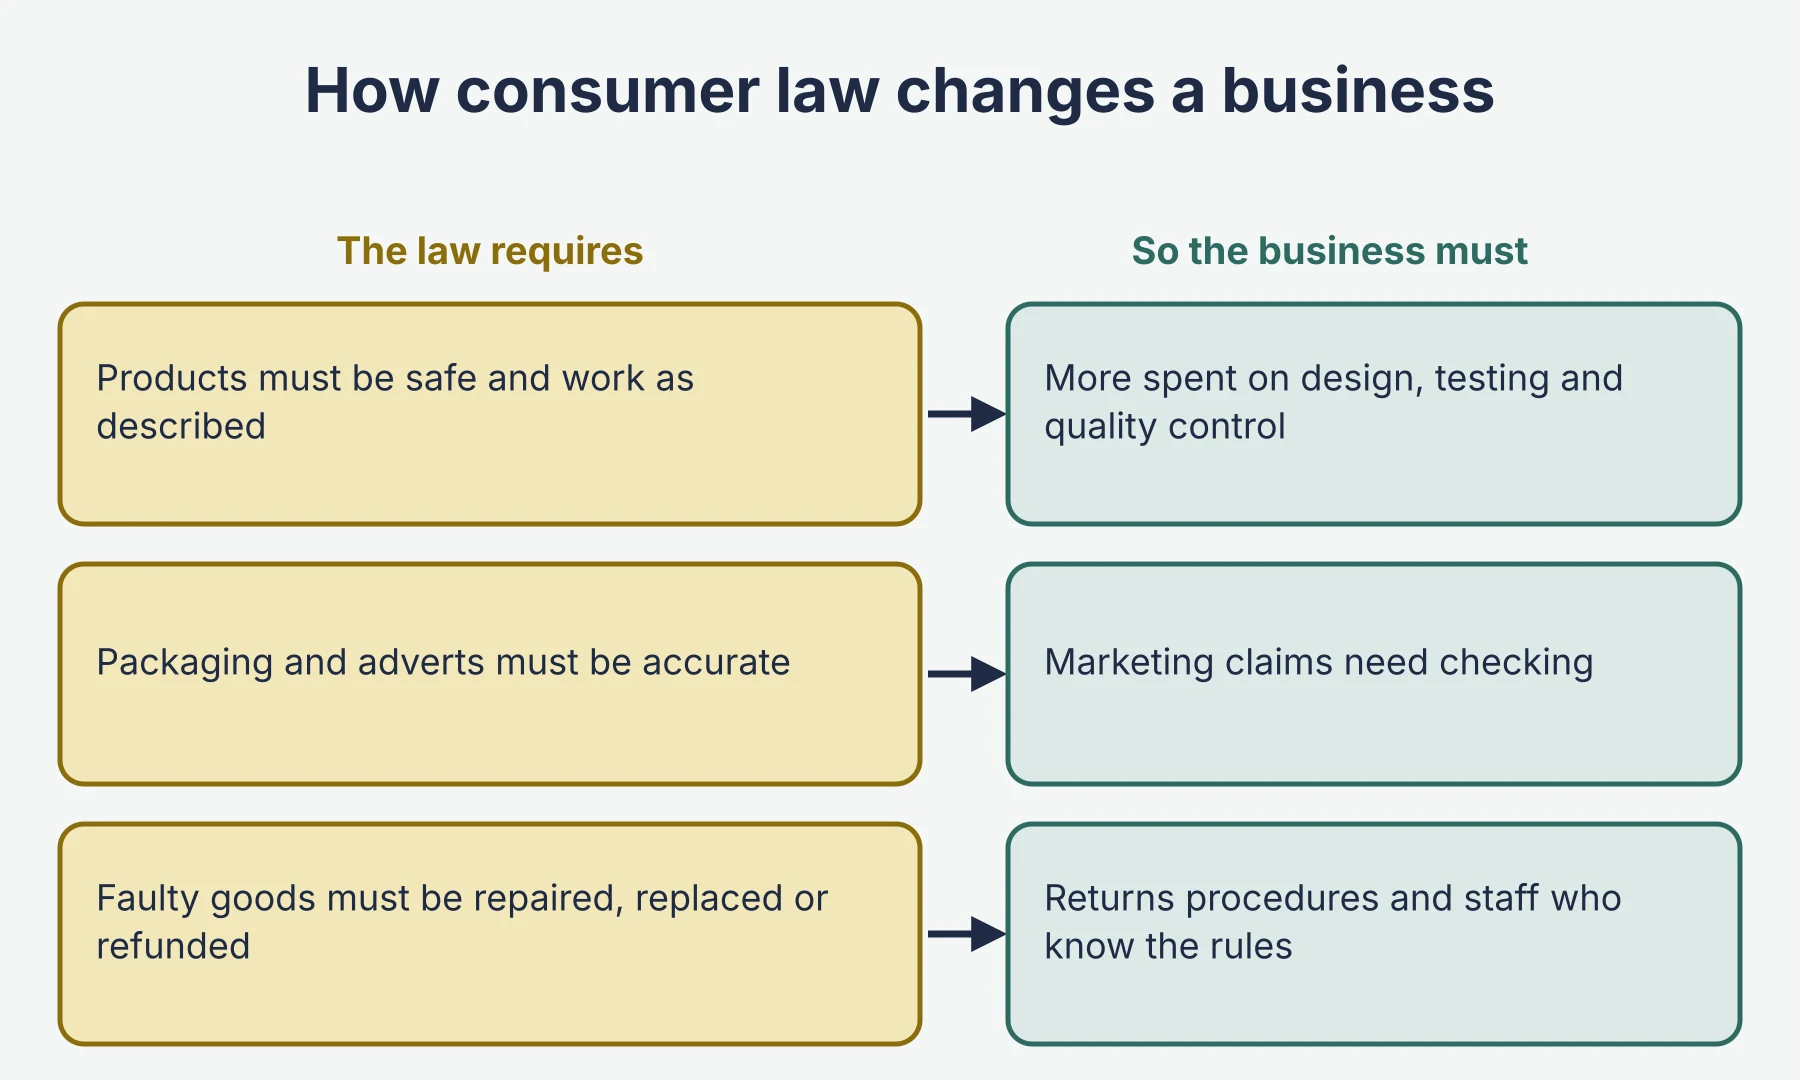 How consumer law changes a business
The law requires
So the business must
Products must be safe and work as
described
More spent on design, testing and
quality control
Packaging and adverts must be accurate
Marketing claims need checking
Faulty goods must be repaired, replaced or
refunded
Returns procedures and staff who
know the rules